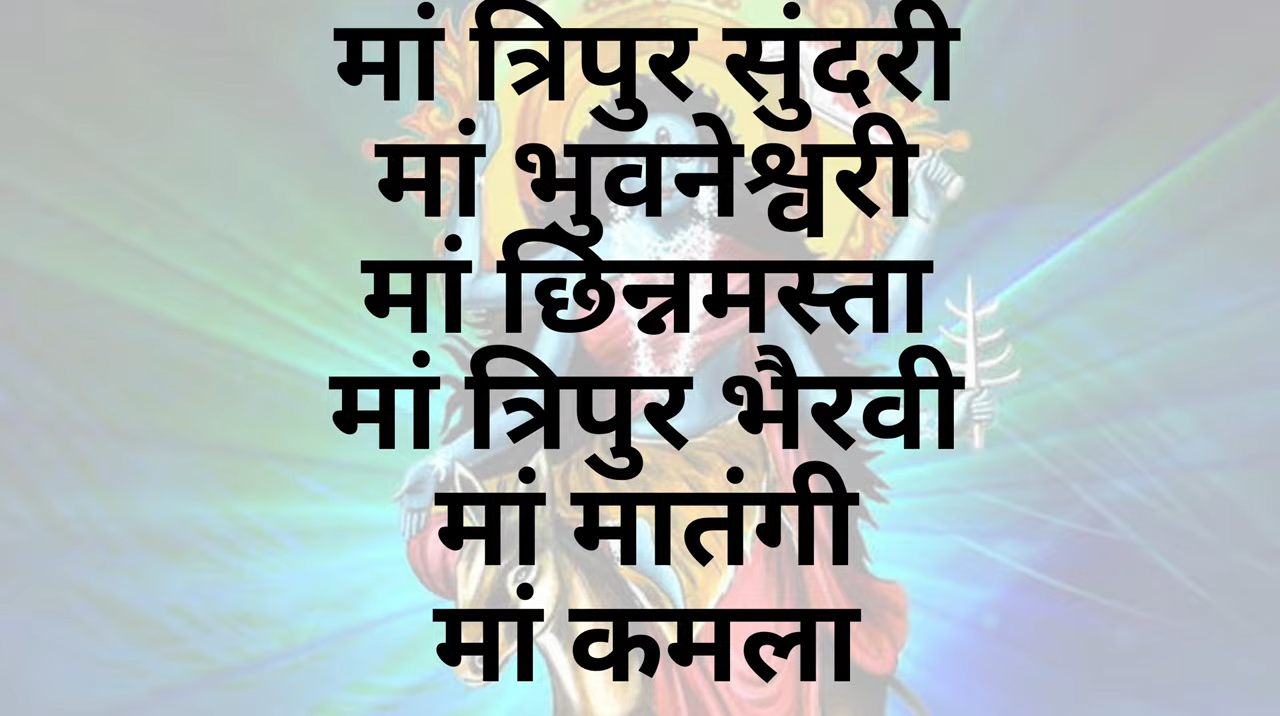 मां त्रिपुर सुंदरी
मां भुवनेश्वरी
मां छिन्नमस्ता
मां त्रिपुर भैरवी
मां मातंगी
मां कमला